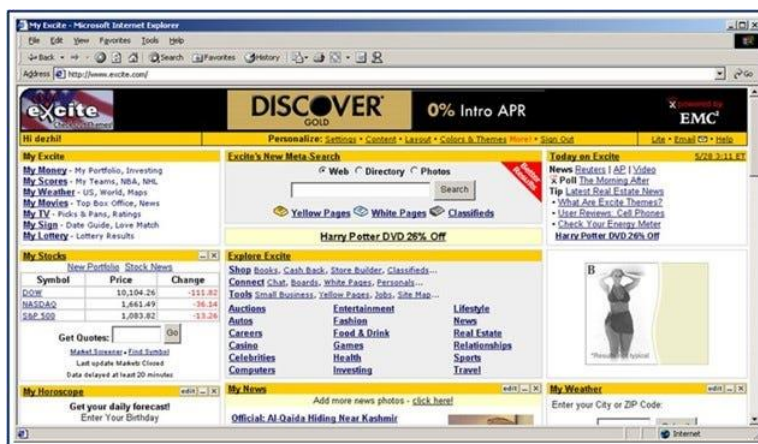 My Excite - Microsoft Internet Explorer
File Edit View Favorites Tools Help
Back Search Favorites History
Address http://www.excite.com/ Go
excite
DISCOVER GOLD 0% Intro APR
powered by EMC²
Hi dezhi!
Personalize: Settings • Content • Layout • Colors & Themes More! • Sign Out
Lite • Email • Help
My Excite
My Money - My Portfolio, Investing
My Scores - My Teams, NBA, NHL
My Weather - US, World, Maps
My Movies - Top Box Office, News
My TV - Picks & Pans, Ratings
My Sign - Date Guide, Love Match
My Lottery - Lottery Results
My Stocks
New Portfolio Stock News
Symbol Price Change
DOW 10,104.26 -111.82
NASDAQ 1,661.49 -36.14
S&P 500 1,083.82 -13.26
Get Quotes: Go
Market Screener • Find Symbol
Last update Markets Closed
Data delayed at least 20 minutes
My Horoscope edit
Get your daily forecast!
Enter Your Birthday
Excite's New Meta-Search
Web Directory Photos
Search
Better Results
Yellow Pages White Pages Classifieds
Harry Potter DVD 26% Off
Explore Excite
Shop Books, Cash Back, Store Builder, Classifieds...
Connect Chat, Boards, White Pages, Personals...
Tools Small Business, Yellow Pages, Jobs, Site Map...
Auctions Entertainment Lifestyle
Autos Fashion News
Careers Food & Drink Real Estate
Casino Games Relationships
Celebrities Health Sports
Computers Investing Travel
My News edit
Add more news photos - click here!
Official: Al-Qaida Hiding Near Kashmir
Today on Excite 5/28 3:11 ET
News Reuters | AP | Video
Poll The Morning After
Tip Latest Real Estate News
• What Are Excite Themes?
• User Reviews: Cell Phones
• Check Your Energy Meter
Harry Potter DVD 26% Off
B
*Results not typical
My Weather edit
Enter your City or ZIP Code:
Internet